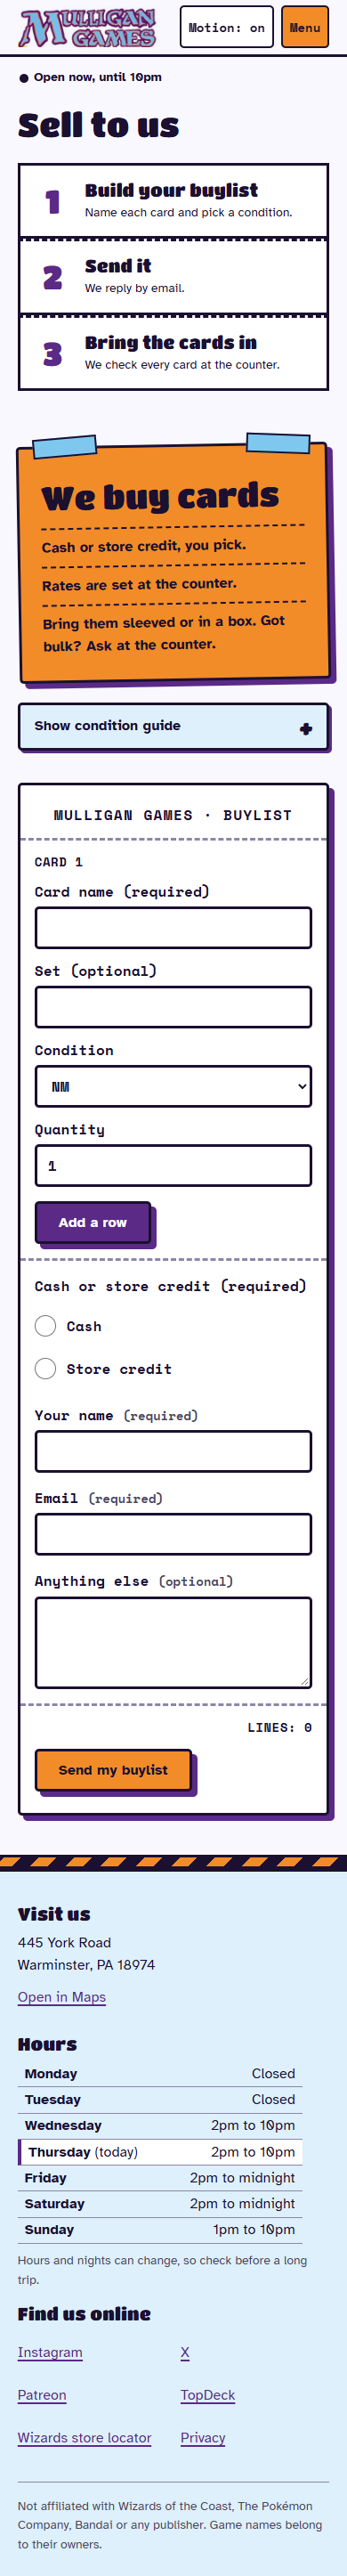 MULLIGAN
GAMES
Motion: on
Menu
Open now, until 10pm
Sell to us
1
Build your buylist
Name each card and pick a condition.
2
Send it
We reply by email.
3
Bring the cards in
We check every card at the counter.
We buy cards
Cash or store credit, you pick.
Rates are set at the counter.
Bring them sleeved or in a box. Got
bulk? Ask at the counter.
Show condition guide
MULLIGAN GAMES · BUYLIST
CARD 1
Card name (required)
Set (optional)
Condition
NM
Quantity
1
Add a row
Cash or store credit (required)
Cash
Store credit
Your name (required)
Email (required)
Anything else (optional)
LINES: 0
Send my buylist
Visit us
445 York Road
Warminster, PA 18974
Open in Maps
Hours
Monday Closed
Tuesday Closed
Wednesday 2pm to 10pm
Thursday (today) 2pm to 10pm
Friday 2pm to midnight
Saturday 2pm to midnight
Sunday 1pm to 10pm
Hours and nights can change, so check before a long
trip.
Find us online
Instagram X
Patreon TopDeck
Wizards store locator Privacy
Not affiliated with Wizards of the Coast, The Pokémon
Company, Bandai or any publisher. Game names belong
to their owners.